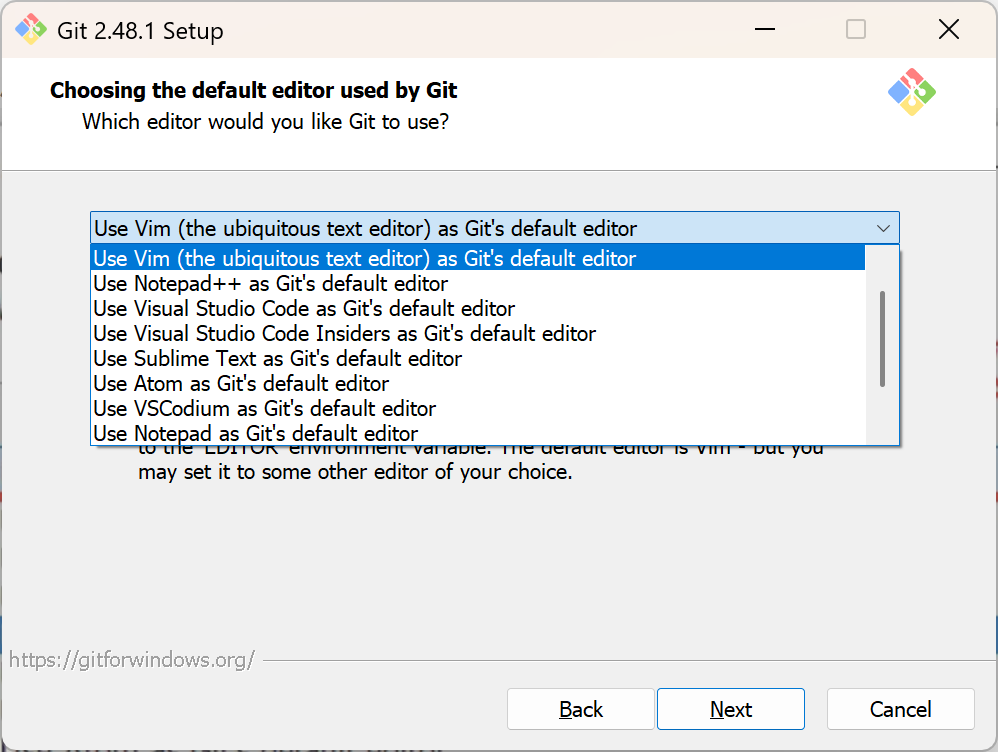 Git 2.48.1 Setup
Choosing the default editor used by Git
Which editor would you like Git to use?
Use Vim (the ubiquitous text editor) as Git's default editor
Use Vim (the ubiquitous text editor) as Git's default editor
Use Notepad++ as Git's default editor
Use Visual Studio Code as Git's default editor
Use Visual Studio Code Insiders as Git's default editor
Use Sublime Text as Git's default editor
Use Atom as Git's default editor
Use VSCodium as Git's default editor
Use Notepad as Git's default editor
to the 'EDITOR' environment variable. The default editor is Vim - but you
may set it to some other editor of your choice.
https://gitforwindows.org/
Back
Next
Cancel